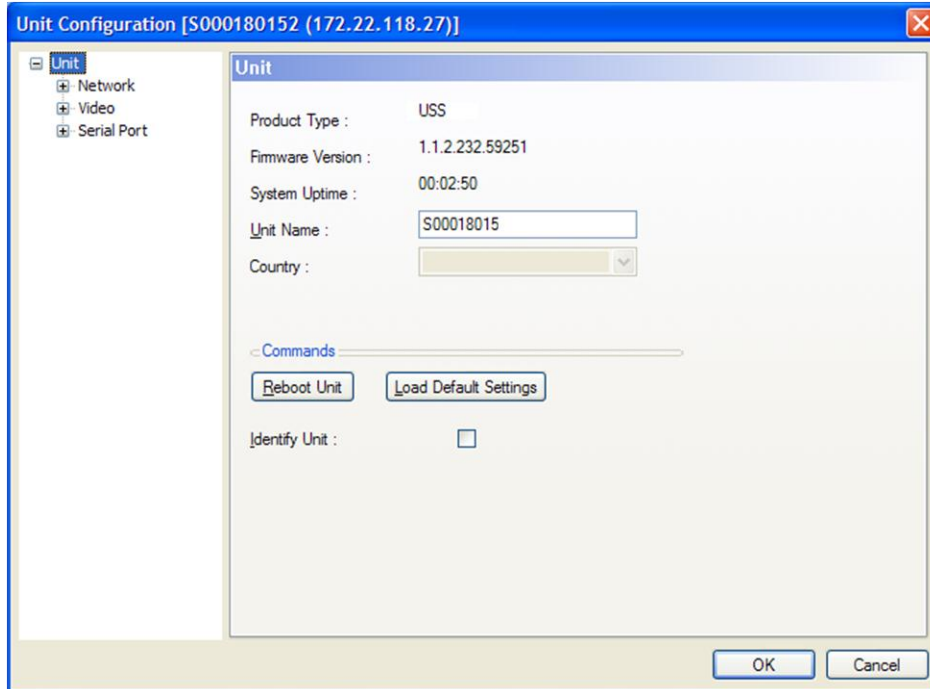 Unit Configuration [S000180152 (172.22.118.27)]
Unit
Network
Video
Serial Port
Unit
Product Type : USS
Firmware Version : 1.1.2.232.59251
System Uptime : 00:02:50
Unit Name : S00018015
Country :
Commands
Reboot Unit Load Default Settings
Identify Unit :
OK Cancel